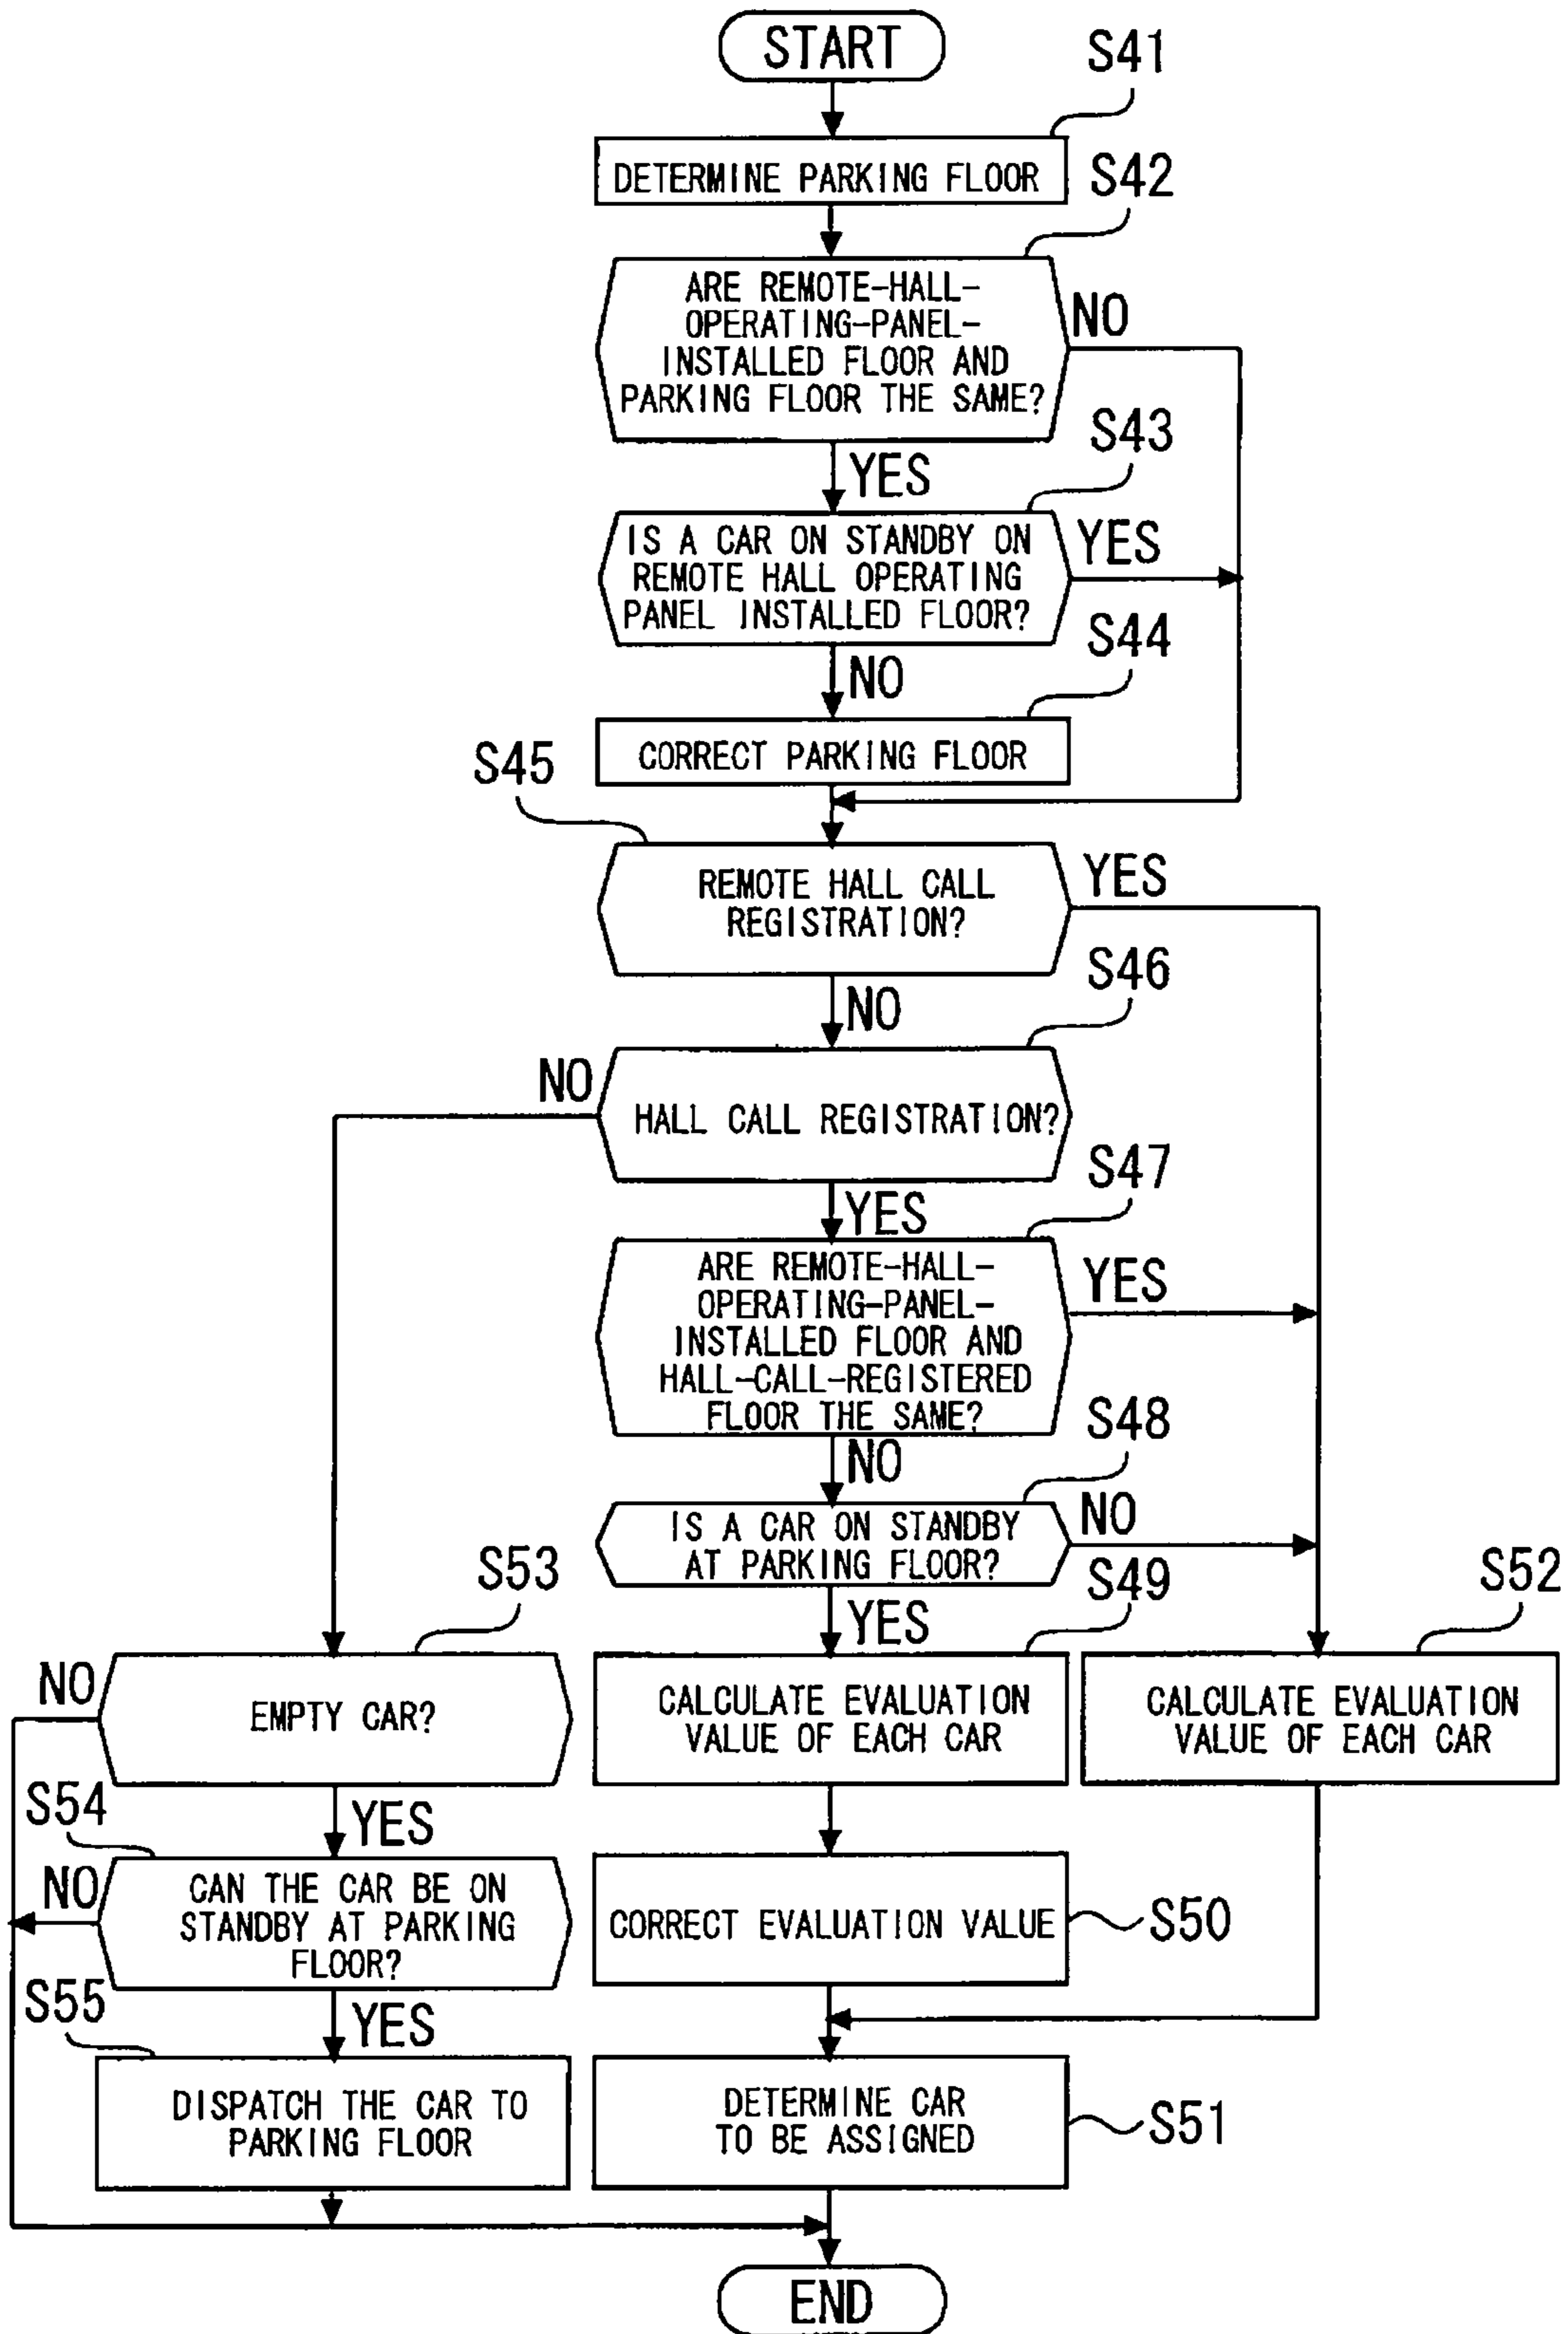 START
S41
DETERMINE PARKING FLOOR
S42
ARE REMOTE-HALL-
OPERATING-PANEL-
INSTALLED FLOOR AND
PARKING FLOOR THE SAME?
NO
YES
S43
IS A CAR ON STANDBY ON
REMOTE HALL OPERATING
PANEL INSTALLED FLOOR?
YES
NO
S44
CORRECT PARKING FLOOR
S45
REMOTE HALL CALL
REGISTRATION?
YES
NO
S46
HALL CALL REGISTRATION?
NO
YES
S47
ARE REMOTE-HALL-
OPERATING-PANEL-
INSTALLED FLOOR AND
HALL-CALL-REGISTERED
FLOOR THE SAME?
YES
NO
S48
IS A CAR ON STANDBY
AT PARKING FLOOR?
NO
YES
S53
EMPTY CAR?
NO
YES
S49
CALCULATE EVALUATION
VALUE OF EACH CAR
S52
CALCULATE EVALUATION
VALUE OF EACH CAR
S54
CAN THE CAR BE ON
STANDBY AT PARKING
FLOOR?
NO
YES
CORRECT EVALUATION VALUE
S50
S55
DISPATCH THE CAR TO
PARKING FLOOR
DETERMINE CAR
TO BE ASSIGNED
S51
END